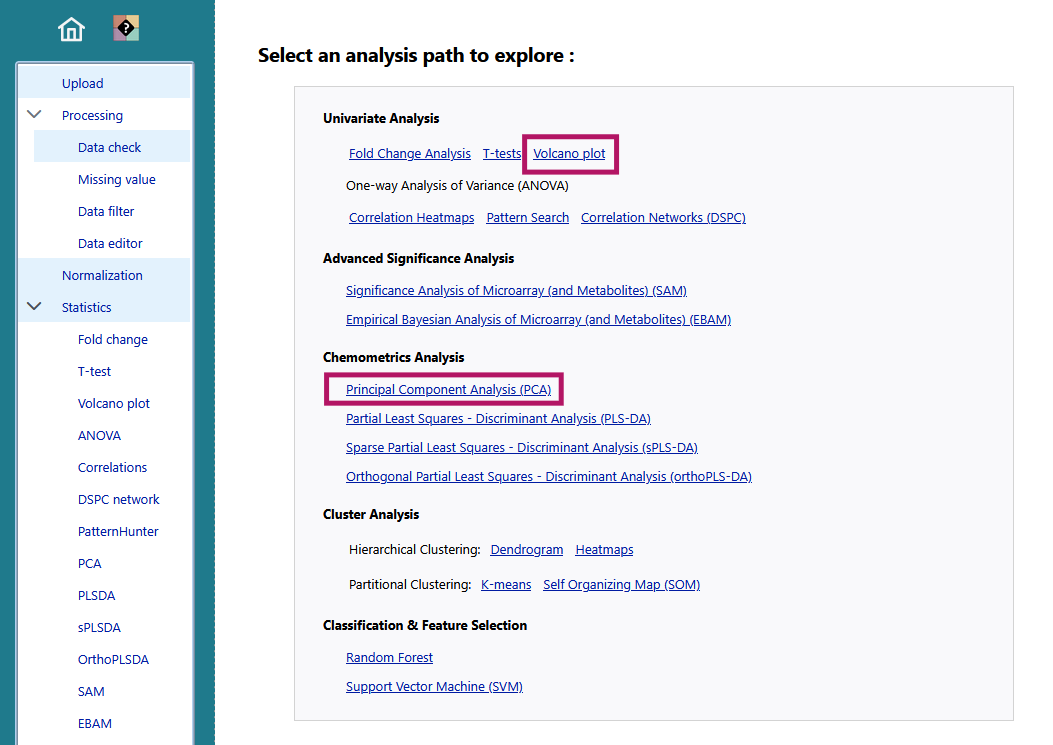 ?
Upload
Processing
Data check
Missing value
Data filter
Data editor
Normalization
Statistics
Fold change
T-test
Volcano plot
ANOVA
Correlations
DSPC network
PatternHunter
PCA
PLSDA
sPLSDA
OrthoPLSDA
SAM
EBAM
Select an analysis path to explore :
Univariate Analysis
Fold Change Analysis T-tests Volcano plot
One-way Analysis of Variance (ANOVA)
Correlation Heatmaps Pattern Search Correlation Networks (DSPC)
Advanced Significance Analysis
Significance Analysis of Microarray (and Metabolites) (SAM)
Empirical Bayesian Analysis of Microarray (and Metabolites) (EBAM)
Chemometrics Analysis
Principal Component Analysis (PCA)
Partial Least Squares - Discriminant Analysis (PLS-DA)
Sparse Partial Least Squares - Discriminant Analysis (sPLS-DA)
Orthogonal Partial Least Squares - Discriminant Analysis (orthoPLS-DA)
Cluster Analysis
Hierarchical Clustering: Dendrogram Heatmaps
Partitional Clustering: K-means Self Organizing Map (SOM)
Classification & Feature Selection
Random Forest
Support Vector Machine (SVM)